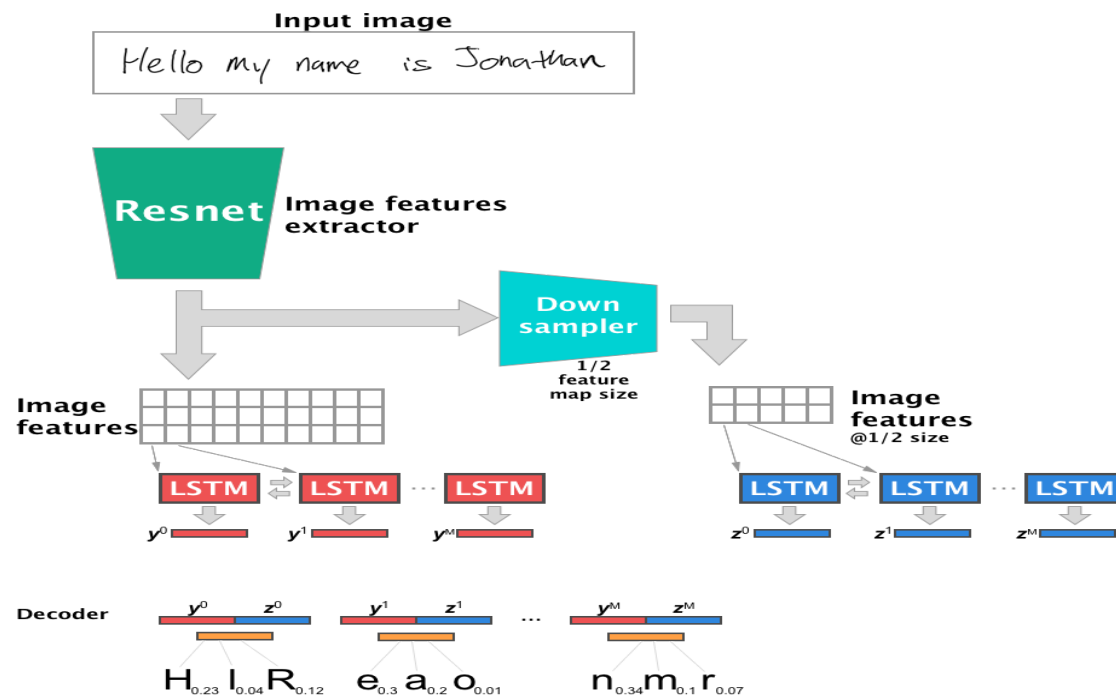 Input image
Hello my name is Jonathan
Resnet
Image features
extractor
Down
sampler
1/2
feature
map size
Image
features
Image
features
@1/2 size
LSTM LSTM ... LSTM
LSTM LSTM ... LSTM
y⁰ y¹ yᴹ
z⁰ z¹ zᴹ
Decoder
y⁰ z⁰ y¹ z¹ ... yᴹ zᴹ
H0.23 l0.04 R0.12 e0.3 a0.2 o0.01 n0.34 m0.1 r0.07